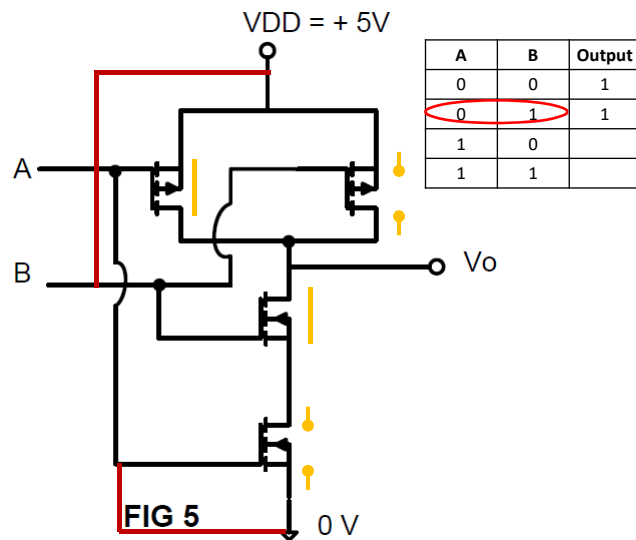 VDD = + 5V
A B Output
0 0 1
0 1 1
1 0
1 1
A
B
Vo
FIG 5
0 V